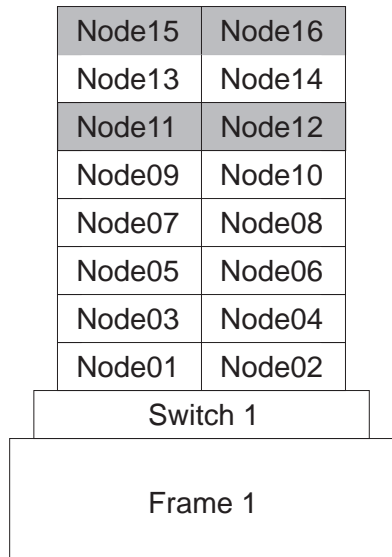 Node15 Node16
Node13 Node14
Node11 Node12
Node09 Node10
Node07 Node08
Node05 Node06
Node03 Node04
Node01 Node02
Switch 1
Frame 1